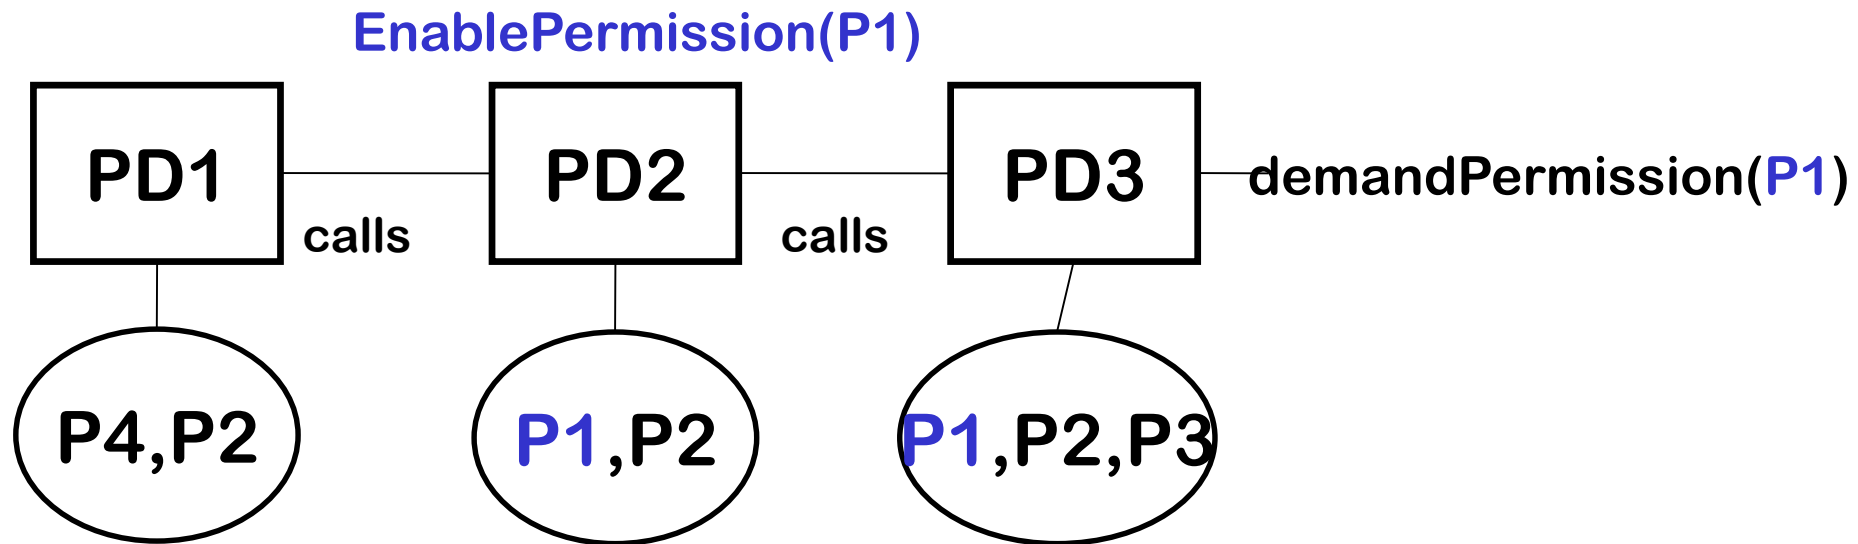 EnablePermission(P1)
PD1
PD2
PD3
demandPermission(P1)
calls
calls
P4,P2
P1,P2
P1,P2,P3